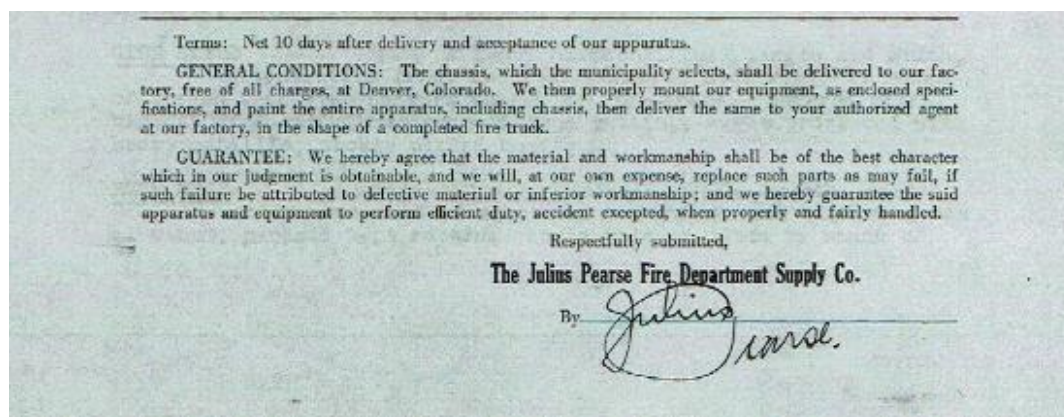 Terms: Net 10 days after delivery and acceptance of our apparatus.
GENERAL CONDITIONS: The chassis, which the municipality selects, shall be delivered to our fac-
tory, free of all charges, at Denver, Colorado. We then properly mount our equipment, as enclosed speci-
fications, and paint the entire apparatus, including chassis, then deliver the same to your authorized agent
at our factory, in the shape of a completed fire truck.
GUARANTEE: We hereby agree that the material and workmanship shall be of the best character
which in our judgment is obtainable, and we will, at our own expense, replace such parts as may fail, if
such failure be attributed to defective material or inferior workmanship; and we hereby guarantee the said
apparatus and equipment to perform efficient duty, accident excepted, when properly and fairly handled.
Respectfully submitted,
The Julius Pearse Fire Department Supply Co.
By Julius
Pearse.